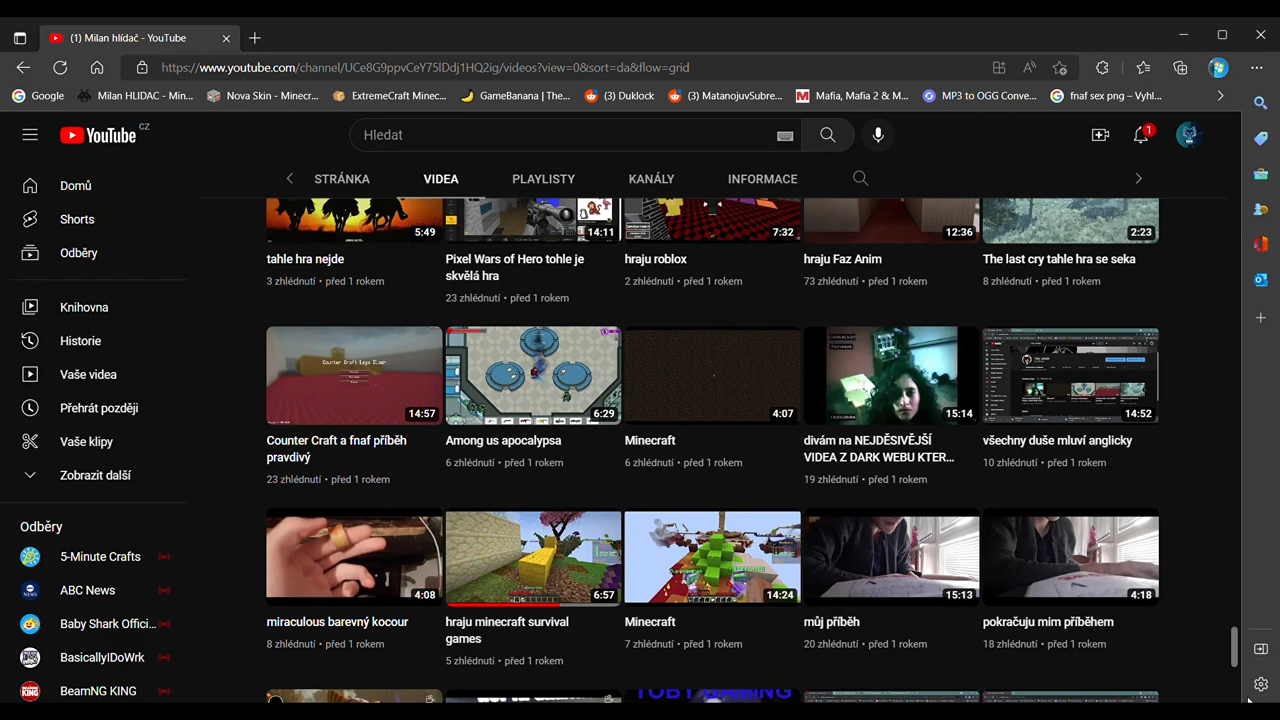 (1) Milan hlídač - YouTube
https://www.youtube.com/channel/UCe8G9ppvCeY75lDdj1HQ2ig/videos?view=0&sort=da&flow=grid
Google
Milan HLIDAC - Min...
Nova Skin - Minecr...
ExtremeCraft Minec...
GameBanana | The...
(3) Duklock
(3) MatanojuvSubre...
Mafia, Mafia 2 & M...
MP3 to OGG Conve...
fnaf sex png – Vyhl...
YouTube CZ
Hledat
1
STRÁNKA
VIDEA
PLAYLISTY
KANÁLY
INFORMACE
Domů
Shorts
Odběry
Knihovna
Historie
Vaše videa
Přehrát později
Vaše klipy
Zobrazit další
Odběry
5-Minute Crafts
ABC News
Baby Shark Offici...
BasicallyIDoWrk
BeamNG KING
5:49
14:11
7:32
12:36
2:23
tahle hra nejde
3 zhlédnutí • před 1 rokem
Pixel Wars of Hero tohle je
skvělá hra
23 zhlédnutí • před 1 rokem
hraju roblox
2 zhlédnutí • před 1 rokem
hraju Faz Anim
73 zhlédnutí • před 1 rokem
The last cry tahle hra se seka
8 zhlédnutí • před 1 rokem
14:57
6:29
4:07
15:14
14:52
Counter Craft a fnaf příběh
pravdivý
23 zhlédnutí • před 1 rokem
Among us apocalypsa
6 zhlédnutí • před 1 rokem
Minecraft
6 zhlédnutí • před 1 rokem
divám na NEJDĚSIVĚJŠÍ
VIDEA Z DARK WEBU KTER...
19 zhlédnutí • před 1 rokem
všechny duše mluví anglicky
10 zhlédnutí • před 1 rokem
4:08
6:57
14:24
15:13
4:18
miraculous barevný kocour
8 zhlédnutí • před 1 rokem
hraju minecraft survival
games
5 zhlédnutí • před 1 rokem
Minecraft
7 zhlédnutí • před 1 rokem
můj příběh
20 zhlédnutí • před 1 rokem
pokračuju mim příběhem
18 zhlédnutí • před 1 rokem
TOBY GAMING